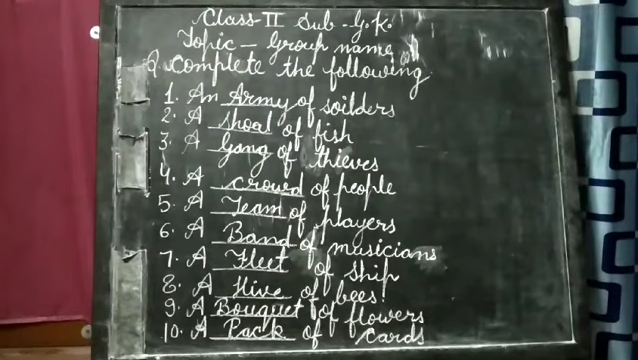 Class-II Sub-G.K.
Topic - Group name
Q. Complete the following
1. An Army of soilders
2. A shoal of fish
3. A Gang of thieves
4. A crowd of people
5. A Team of players
6. A Band of musicians
7. A Fleet of ship
8. A Hive of bees
9. A Bouquet of flowers
10. A Pack of cards